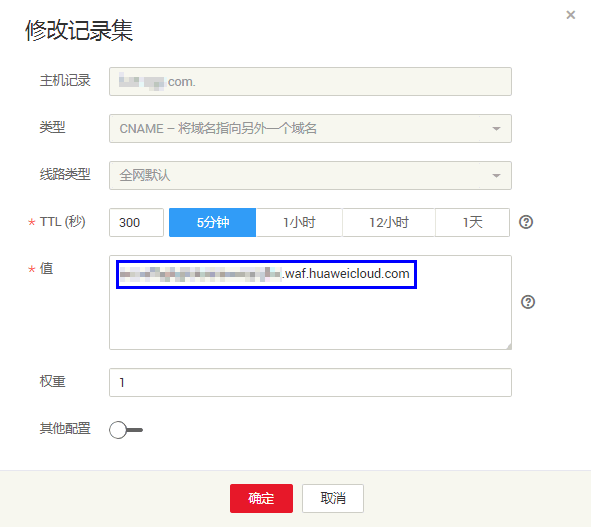 修改记录集
主机记录 .com.
类型 CNAME – 将域名指向另外一个域名
线路类型 全网默认
* TTL (秒) 300 5分钟 1小时 12小时 1天
* 值 .waf.huaweicloud.com
权重 1
其他配置
确定 取消